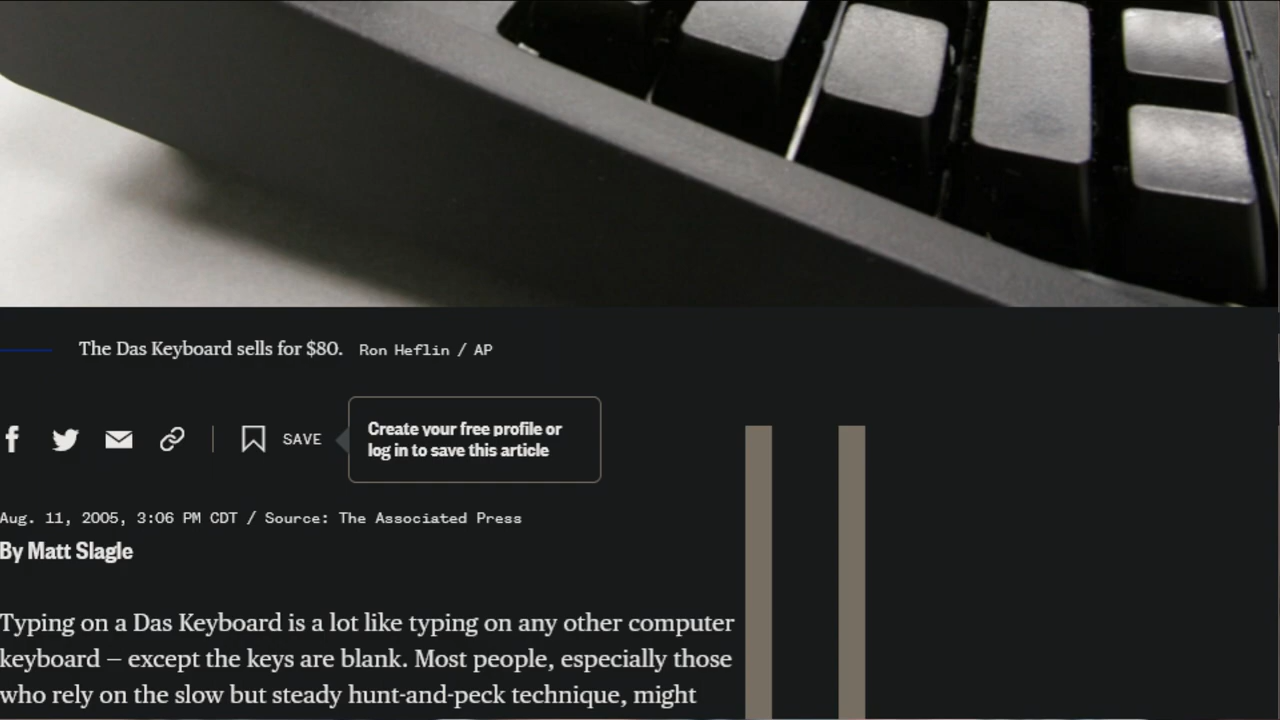 The Das Keyboard sells for $80. Ron Heflin / AP
SAVE
Create your free profile or
log in to save this article
Aug. 11, 2005, 3:06 PM CDT / Source: The Associated Press
By Matt Slagle
Typing on a Das Keyboard is a lot like typing on any other computer
keyboard — except the keys are blank. Most people, especially those
who rely on the slow but steady hunt-and-peck technique, might